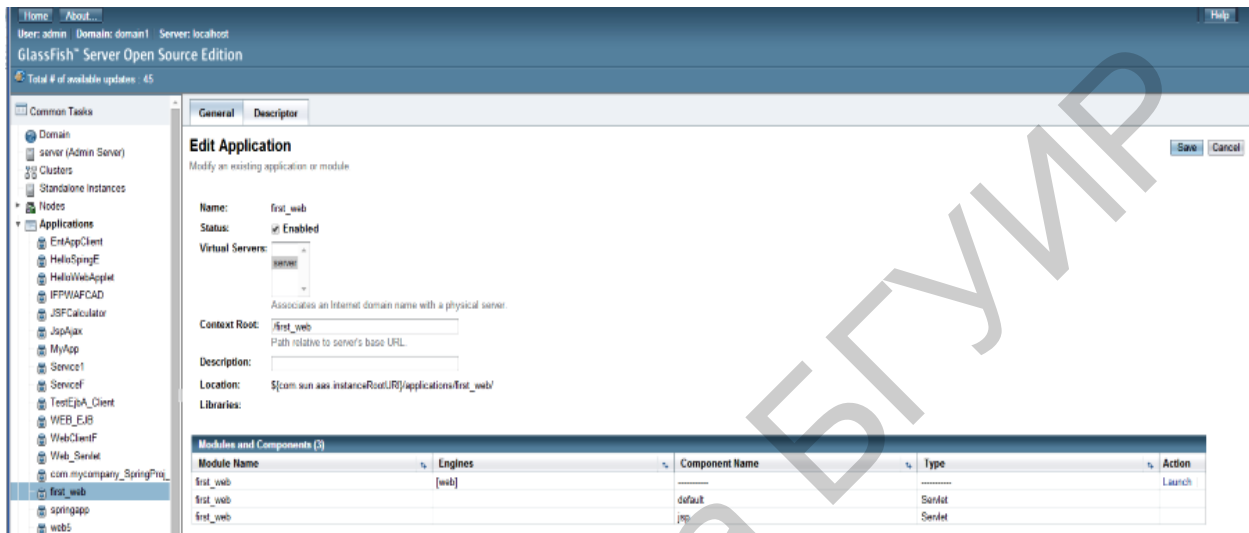 Home About... Help
User: admin Domain: domain1 Server: localhost
GlassFish™ Server Open Source Edition
Total # of available updates : 45
Common Tasks
Domain
server (Admin Server)
Clusters
Standalone Instances
Nodes
Applications
EntAppClient
HelloSpingE
HelloWebApplet
IFPWAFCAD
JSFCalculator
JspAjax
MyApp
Service1
ServiceF
TestEjbA_Client
WEB_EJB
WebClientF
Web_Servlet
com.mycompany_SpringProj_
first_web
springapp
web5
General Descriptor
Edit Application
Save Cancel
Modify an existing application or module.
Name: first_web
Status: Enabled
Virtual Servers: server
Associates an Internet domain name with a physical server.
Context Root: /first_web
Path relative to server's base URL.
Description:
Location: ${com.sun.aas.instanceRootURI}/applications/first_web/
Libraries:
Modules and Components (3)
Module Name Engines Component Name Type Action
first_web [web] ---------- ---------- Launch
first_web default Servlet
first_web jsp Servlet
а БГУИР